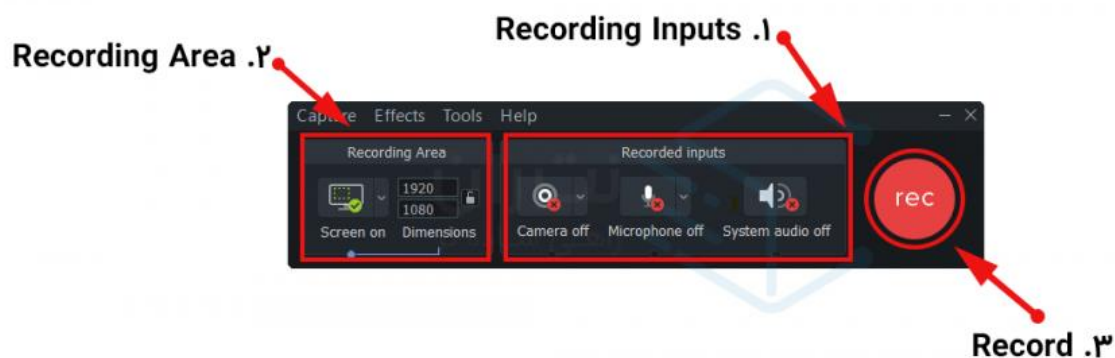 Recording Inputs .۱
Recording Area .۲
Capture Effects Tools Help
Recording Area
Recorded inputs
1920
1080
rec
Screen on Dimensions
Camera off Microphone off System audio off
Record .۳